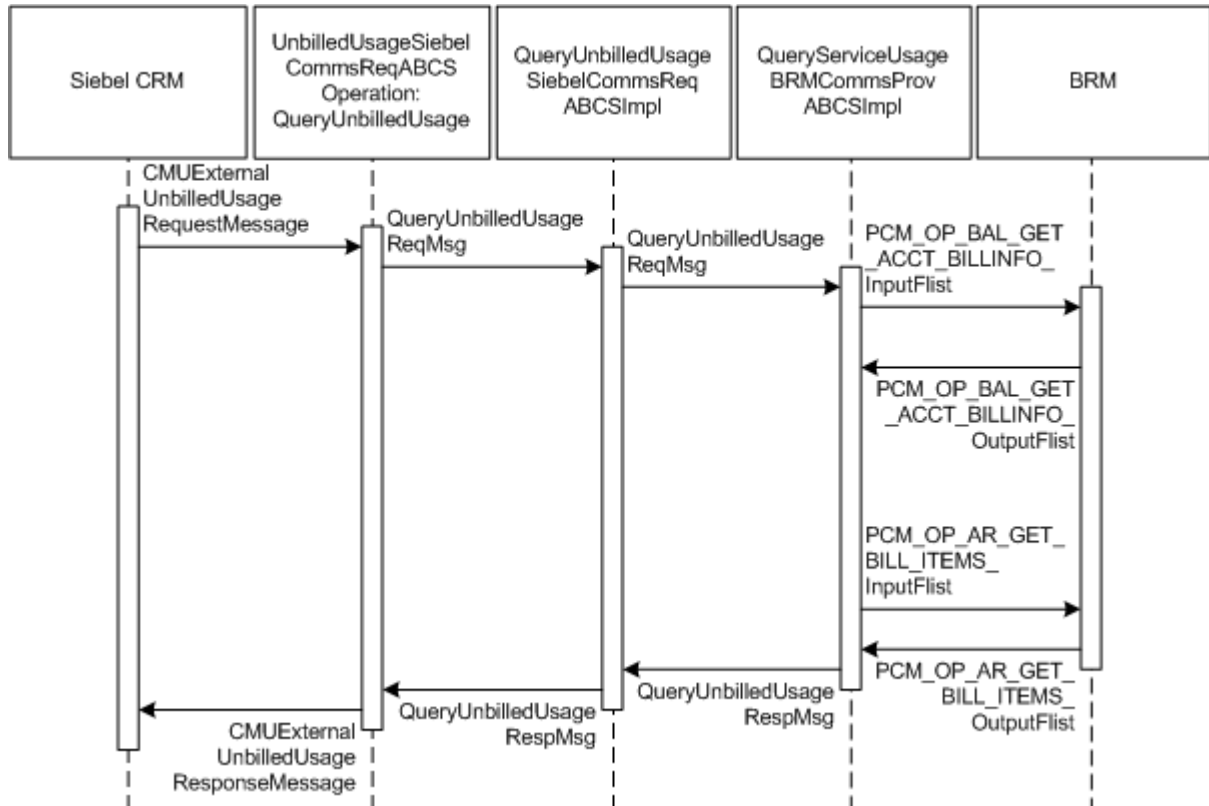 Siebel CRM
UnbilledUsageSiebel
CommsReqABCS
Operation:
QueryUnbilledUsage
QueryUnbilledUsage
SiebelCommsReq
ABCSImpl
QueryServiceUsage
BRMCommsProv
ABCSImpl
BRM
CMUExternal
UnbilledUsage
RequestMessage
QueryUnbilledUsage
ReqMsg
QueryUnbilledUsage
ReqMsg
PCM_OP_BAL_GET
_ACCT_BILLINFO_
InputFlist
PCM_OP_BAL_GET
_ACCT_BILLINFO_
OutputFlist
PCM_OP_AR_GET_
BILL_ITEMS_
InputFlist
PCM_OP_AR_GET_
BILL_ITEMS_
OutputFlist
QueryUnbilledUsage
RespMsg
QueryUnbilledUsage
RespMsg
CMUExternal
UnbilledUsage
ResponseMessage